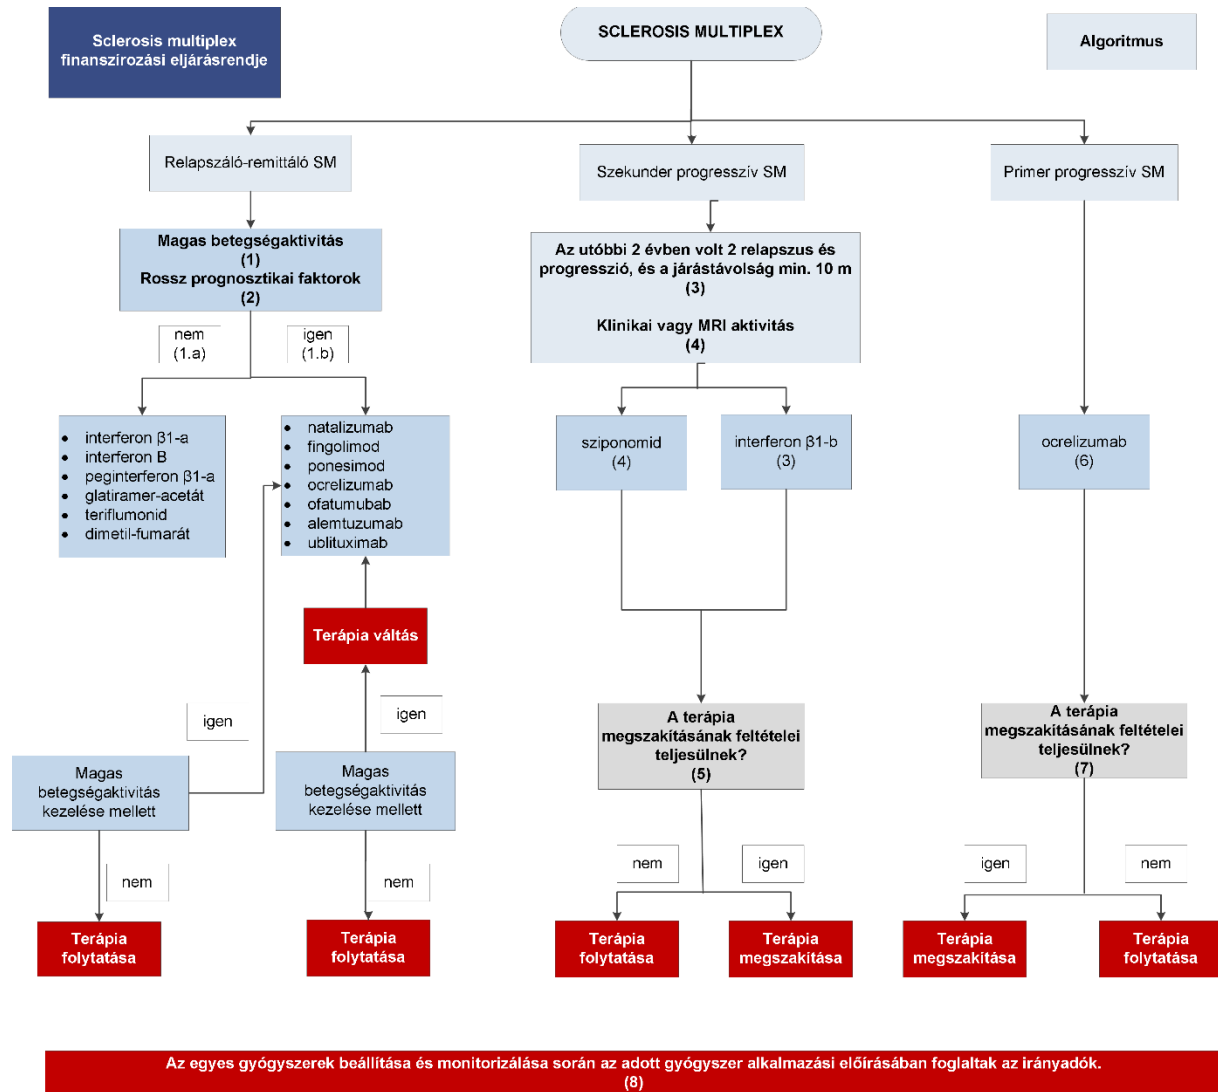 Sclerosis multiplex
finanszírozási eljárásrendje
SCLEROSIS MULTIPLEX
Algoritmus
Relapszáló-remittáló SM
Szekunder progresszív SM
Primer progresszív SM
Magas betegségaktivitás
(1)
Rossz prognosztikai faktorok
(2)
Az utóbbi 2 évben volt 2 relapszus és
progresszió, és a járástávolság min. 10 m
(3)
Klinikai vagy MRI aktivitás
(4)
nem
(1.a)
igen
(1.b)
• interferon β1-a
• interferon B
• peginterferon β1-a
• glatiramer-acetát
• teriflumonid
• dimetil-fumarát
• natalizumab
• fingolimod
• ponesimod
• ocrelizumab
• ofatumubab
• alemtuzumab
• ublituximab
sziponomid
(4)
interferon β1-b
(3)
ocrelizumab
(6)
Terápia váltás
igen
igen
Magas
betegségaktivitás
kezelése mellett
Magas
betegségaktivitás
kezelése mellett
A terápia
megszakításának feltételei
teljesülnek?
(5)
A terápia
megszakításának feltételei
teljesülnek?
(7)
nem
nem
nem
igen
igen
nem
Terápia
folytatása
Terápia
folytatása
Terápia
folytatása
Terápia
megszakítása
Terápia
megszakítása
Terápia
folytatása
Az egyes gyógyszerek beállítása és monitorizálása során az adott gyógyszer alkalmazási előírásában foglaltak az irányadók.
(8)